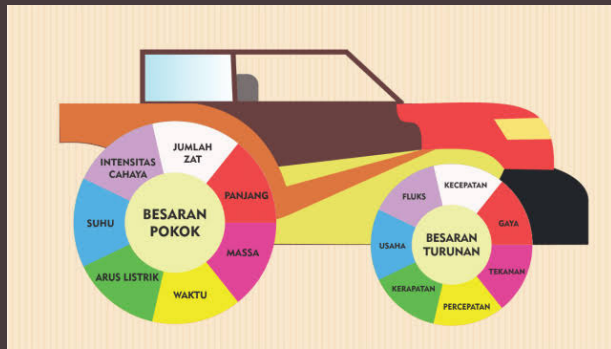 BESARAN
POKOK
JUMLAH
ZAT
PANJANG
MASSA
WAKTU
ARUS LISTRIK
SUHU
INTENSITAS
CAHAYA
BESARAN
TURUNAN
KECEPATAN
GAYA
TEKANAN
PERCEPATAN
KERAPATAN
USAHA
FLUKS